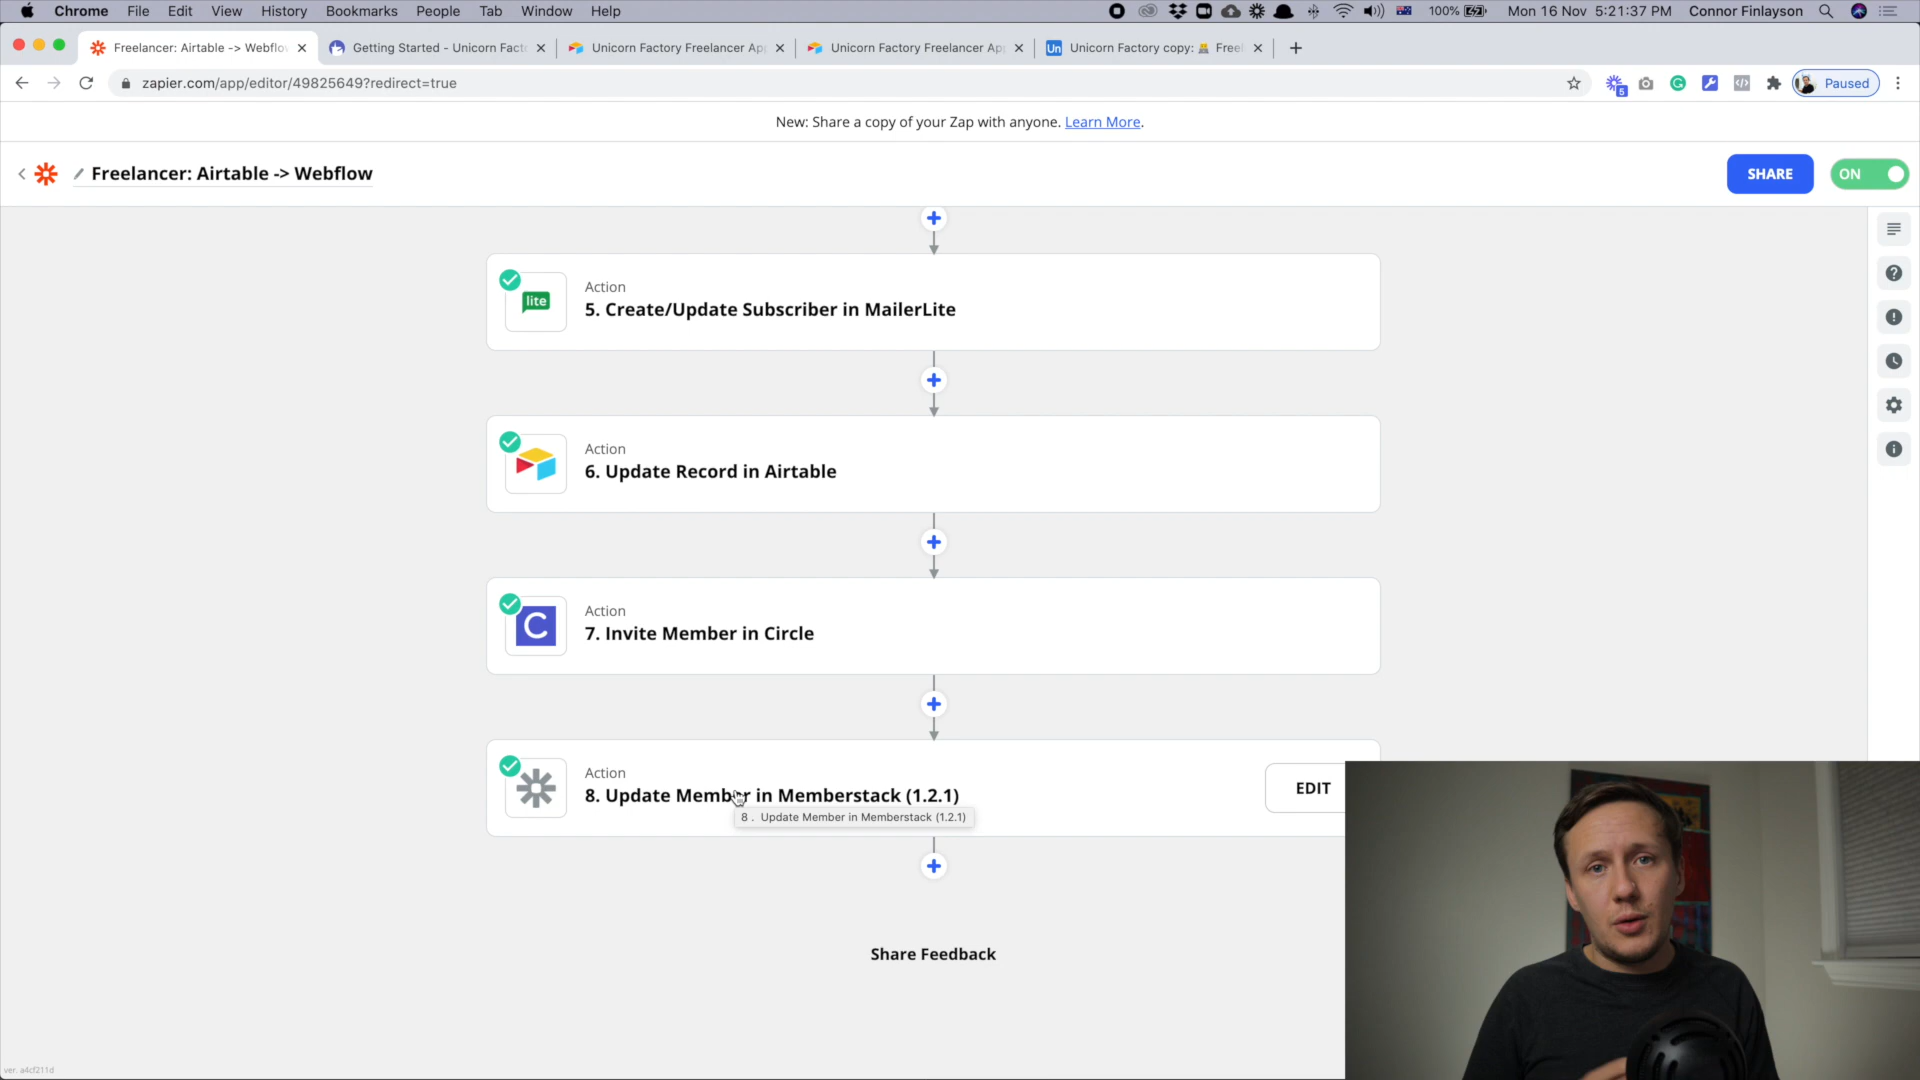 Chrome File Edit View History Bookmarks People Tab Window Help 100% Mon 16 Nov 5:21:37 PM Connor Finlayson
Freelancer: Airtable -> Webflo Getting Started - Unicorn Fact Unicorn Factory Freelancer Ap Unicorn Factory Freelancer Ap Un Unicorn Factory copy: Free
zapier.com/app/editor/49825649?redirect=true 5 Paused
New: Share a copy of your Zap with anyone. Learn More.
Freelancer: Airtable -> Webflow SHARE ON
Action
lite 5. Create/Update Subscriber in MailerLite
Action
6. Update Record in Airtable
Action
C 7. Invite Member in Circle
Action
8. Update Member in Memberstack (1.2.1) EDIT
8 . Update Member in Memberstack (1.2.1)
Share Feedback
ver. a4cf211d